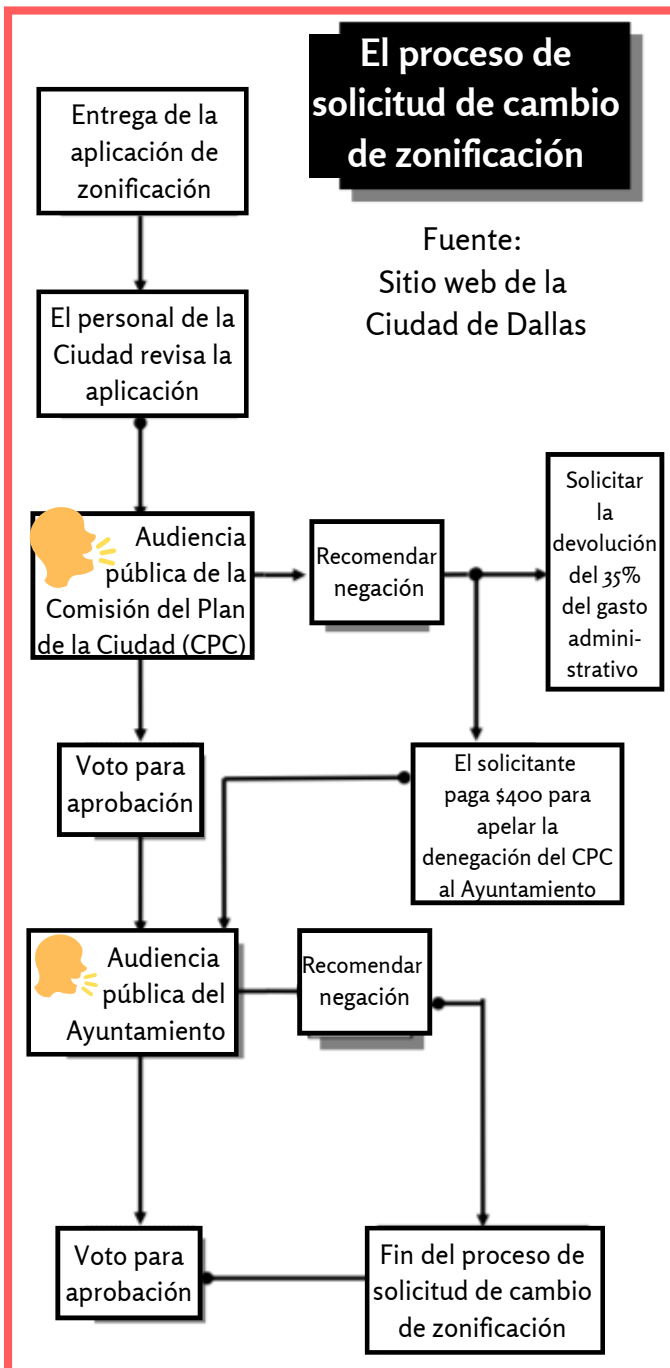 El proceso de
solicitud de cambio
de zonificación
Fuente:
Sitio web de la
Ciudad de Dallas
Entrega de la
aplicación de
zonificación
El personal de la
Ciudad revisa la
aplicación
Audiencia
pública de la
Comisión del Plan
de la Ciudad (CPC)
Recomendar
negación
Solicitar
la
devolución
del 35%
del gasto
admini-
strativo
Voto para
aprobación
El solicitante
paga $400 para
apelar la
denegación del CPC
al Ayuntamiento
Audiencia
pública del
Ayuntamiento
Recomendar
negación
Voto para
aprobación
Fin del proceso de
solicitud de cambio
de zonificación